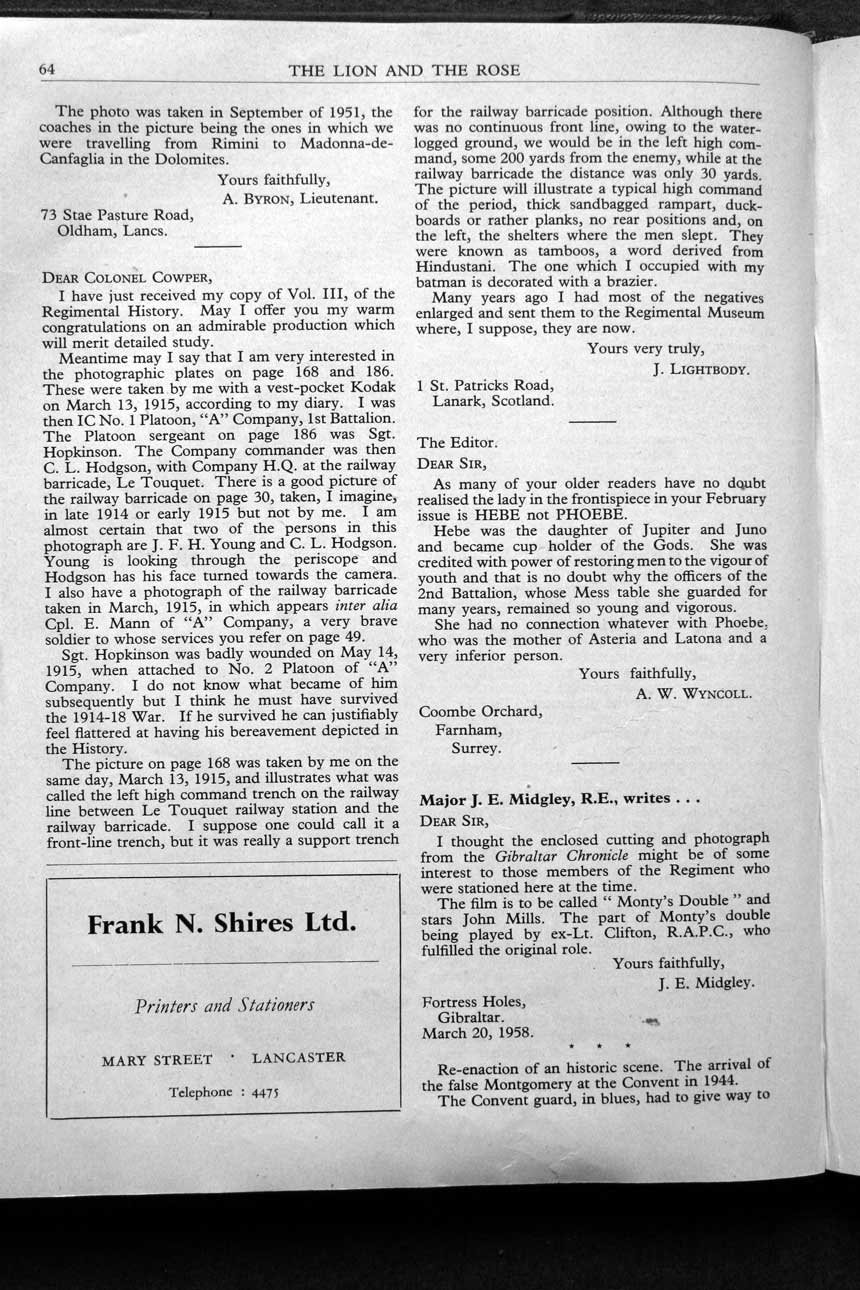 64
THE LION AND THE ROSE
The photo was taken in September of 1951, the
coaches in the picture being the ones in which we
were travelling from Rimini to Madonna-de-
Canfaglia in the Dolomites.
Yours faithfully,
A. BYRON, Lieutenant.
73 Stae Pasture Road,
Oldham, Lancs.
DEAR COLONEL COWPER,
I have just received my copy of Vol. III, of the
Regimental History. May I offer you my warm
congratulations on an admirable production which
will merit detailed study.
Meantime may I say that I am very interested in
the photographic plates on page 168 and 186.
These were taken by me with a vest-pocket Kodak
on March 13, 1915, according to my diary. I was
then IC No. 1 Platoon, "A" Company, 1st Battalion.
The Platoon sergeant on page 186 was Sgt.
Hopkinson. The Company commander was then
C. L. Hodgson, with Company H.Q. at the railway
barricade, Le Touquet. There is a good picture of
the railway barricade on page 30, taken, I imagine,
in late 1914 or early 1915 but not by me. I am
almost certain that two of the persons in this
photograph are J. F. H. Young and C. L. Hodgson.
Young is looking through the periscope and
Hodgson has his face turned towards the camera.
I also have a photograph of the railway barricade
taken in March, 1915, in which appears inter alia
Cpl. E. Mann of "A" Company, a very brave
soldier to whose services you refer on page 49.
Sgt. Hopkinson was badly wounded on May 14,
1915, when attached to No. 2 Platoon of "A"
Company. I do not know what became of him
subsequently but I think he must have survived
the 1914-18 War. If he survived he can justifiably
feel flattered at having his bereavement depicted in
the History.
The picture on page 168 was taken by me on the
same day, March 13, 1915, and illustrates what was
called the left high command trench on the railway
line between Le Touquet railway station and the
railway barricade. I suppose one could call it a
front-line trench, but it was really a support trench
Frank N. Shires Ltd.
Printers and Stationers
MARY STREET · LANCASTER
Telephone : 4475
for the railway barricade position. Although there
was no continuous front line, owing to the water-
logged ground, we would be in the left high com-
mand, some 200 yards from the enemy, while at the
railway barricade the distance was only 30 yards.
The picture will illustrate a typical high command
of the period, thick sandbagged rampart, duck-
boards or rather planks, no rear positions and, on
the left, the shelters where the men slept. They
were known as tamboos, a word derived from
Hindustani. The one which I occupied with my
batman is decorated with a brazier.
Many years ago I had most of the negatives
enlarged and sent them to the Regimental Museum
where, I suppose, they are now.
Yours very truly,
J. LIGHTBODY.
1 St. Patricks Road,
Lanark, Scotland.
The Editor.
DEAR SIR,
As many of your older readers have no doubt
realised the lady in the frontispiece in your February
issue is HEBE not PHOEBE.
Hebe was the daughter of Jupiter and Juno
and became cup holder of the Gods. She was
credited with power of restoring men to the vigour of
youth and that is no doubt why the officers of the
2nd Battalion, whose Mess table she guarded for
many years, remained so young and vigorous.
She had no connection whatever with Phoebe,
who was the mother of Asteria and Latona and a
very inferior person.
Yours faithfully,
A. W. WYNCOLL.
Coombe Orchard,
Farnham,
Surrey.
Major J. E. Midgley, R.E., writes . . .
DEAR SIR,
I thought the enclosed cutting and photograph
from the Gibraltar Chronicle might be of some
interest to those members of the Regiment who
were stationed here at the time.
The film is to be called " Monty's Double " and
stars John Mills. The part of Monty's double
being played by ex-Lt. Clifton, R.A.P.C., who
fulfilled the original role.
Yours faithfully,
J. E. Midgley.
Fortress Holes,
Gibraltar.
March 20, 1958.
* * *
Re-enaction of an historic scene. The arrival of
the false Montgomery at the Convent in 1944.
The Convent guard, in blues, had to give way to